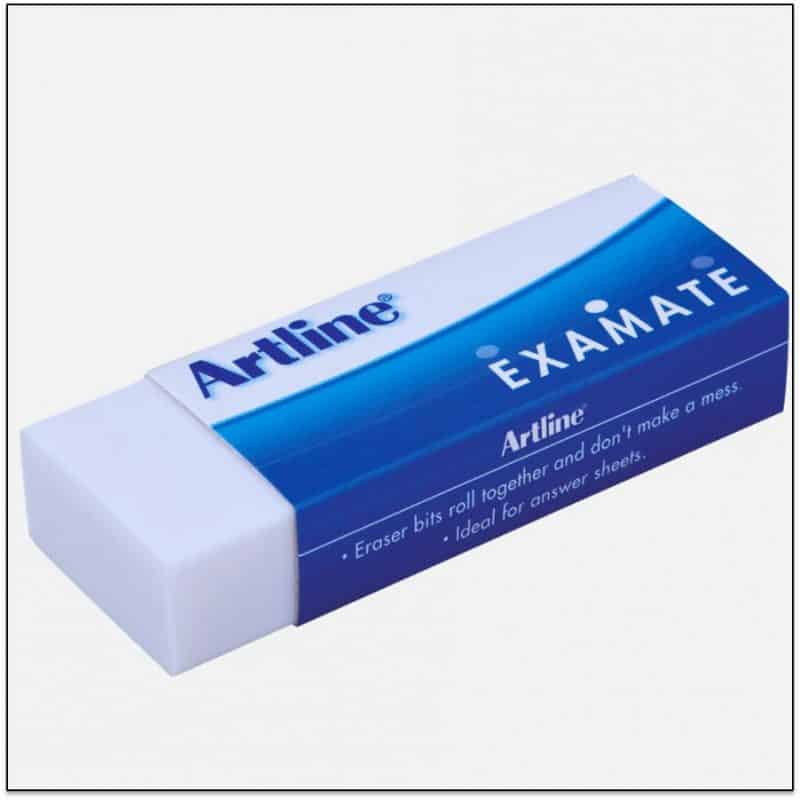 Artline®
EXAMATE
Artline®
• Eraser bits roll together and don't make a mess.
• Ideal for answer sheets.